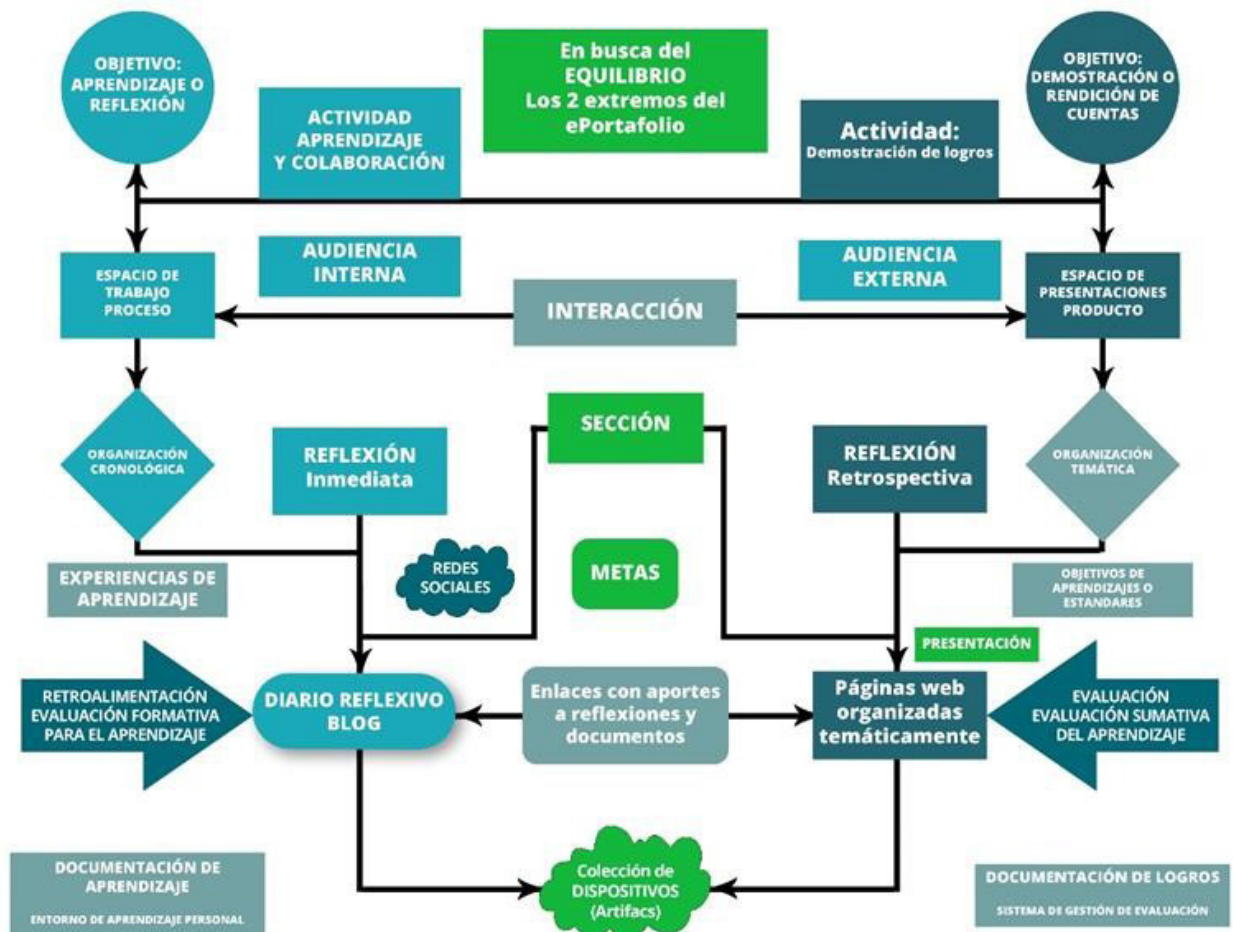 OBJETIVO:
APRENDIZAJE O
REFLEXIÓN
ACTIVIDAD
APRENDIZAJE
Y COLABORACIÓN
En busca del
EQUILIBRIO
Los 2 extremos del
ePortafolio
Actividad:
Demostración de logros
OBJETIVO:
DEMOSTRACIÓN O
RENDICIÓN DE
CUENTAS
ESPACIO DE
TRABAJO
PROCESO
AUDIENCIA
INTERNA
INTERACCIÓN
AUDIENCIA
EXTERNA
ESPACIO DE
PRESENTACIONES
PRODUCTO
ORGANIZACIÓN
CRONOLÓGICA
REFLEXIÓN
Inmediata
SECCIÓN
REFLEXIÓN
Retrospectiva
ORGANIZACIÓN
TEMÁTICA
EXPERIENCIAS DE
APRENDIZAJE
REDES
SOCIALES
METAS
OBJETIVOS DE
APRENDIZAJES O
ESTANDARES
PRESENTACIÓN
RETROALIMENTACIÓN
EVALUACIÓN FORMATIVA
PARA EL APRENDIZAJE
DIARIO REFLEXIVO
BLOG
Enlaces con aportes
a reflexiones y
documentos
Páginas web
organizadas
temáticamente
EVALUACIÓN
EVALUACIÓN SUMATIVA
DEL APRENDIZAJE
DOCUMENTACIÓN DE
APRENDIZAJE
ENTORNO DE APRENDIZAJE PERSONAL
Colección de
DISPOSITIVOS
(Artifacs)
DOCUMENTACIÓN DE LOGROS
SISTEMA DE GESTIÓN DE EVALUACIÓN